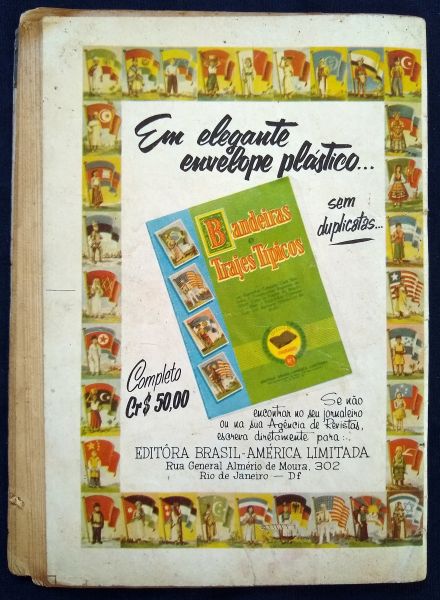 Em elegante
envelope plástico...
sem
duplicatas...
Bandeiras
e
Trajes Típicos
Completo
Cr$ 50,00
Se não
encontrar no seu jornaleiro
ou na sua Agência de Revistas,
escreva diretamente para:..
EDITÔRA BRASIL-AMÉRICA LIMITADA
Rua General Almério de Moura, 302
Rio de Janeiro — Df